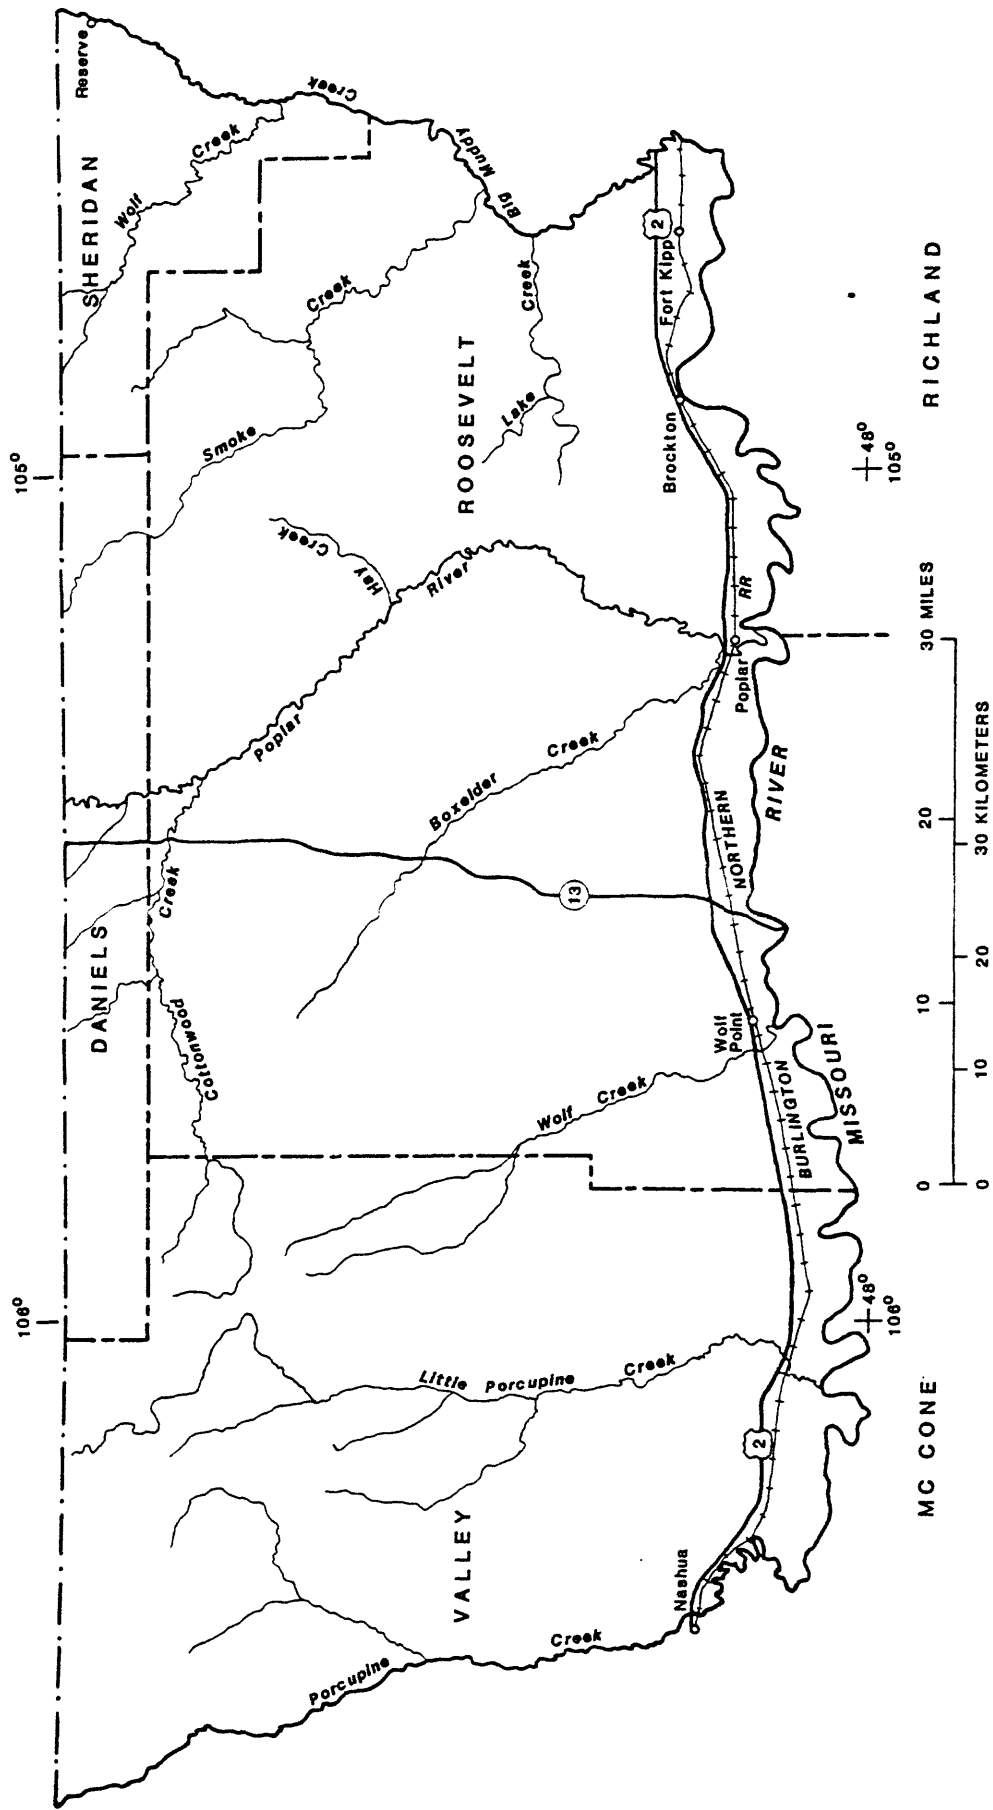 106°
105°
DANIELS
SHERIDAN
Reserve
Wolf Creek
Creek
Cottonwood
Poplar
River
Hay Creek
Smoke
Creek
Big Muddy
Creek
Porcupine
Creek
VALLEY
Little Porcupine Creek
Wolf Creek
Boxelder Creek
13
ROOSEVELT
Lake
Creek
Nashua
2
Wolf
Point
BURLINGTON
NORTHERN
RR
Poplar
Brockton
Fort Kipp
2
MISSOURI
RIVER
48°
106°
48°
105°
MC CONE
RICHLAND
0
10
20
30 MILES
0
10
20
30 KILOMETERS